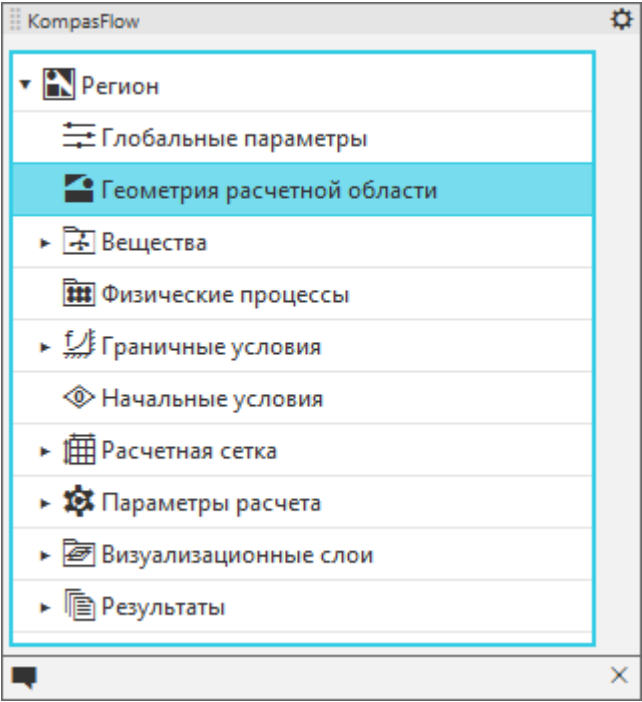 KompasFlow
Регион
Глобальные параметры
Геометрия расчетной области
Вещества
Физические процессы
Граничные условия
Начальные условия
Расчетная сетка
Параметры расчета
Визуализационные слои
Результаты